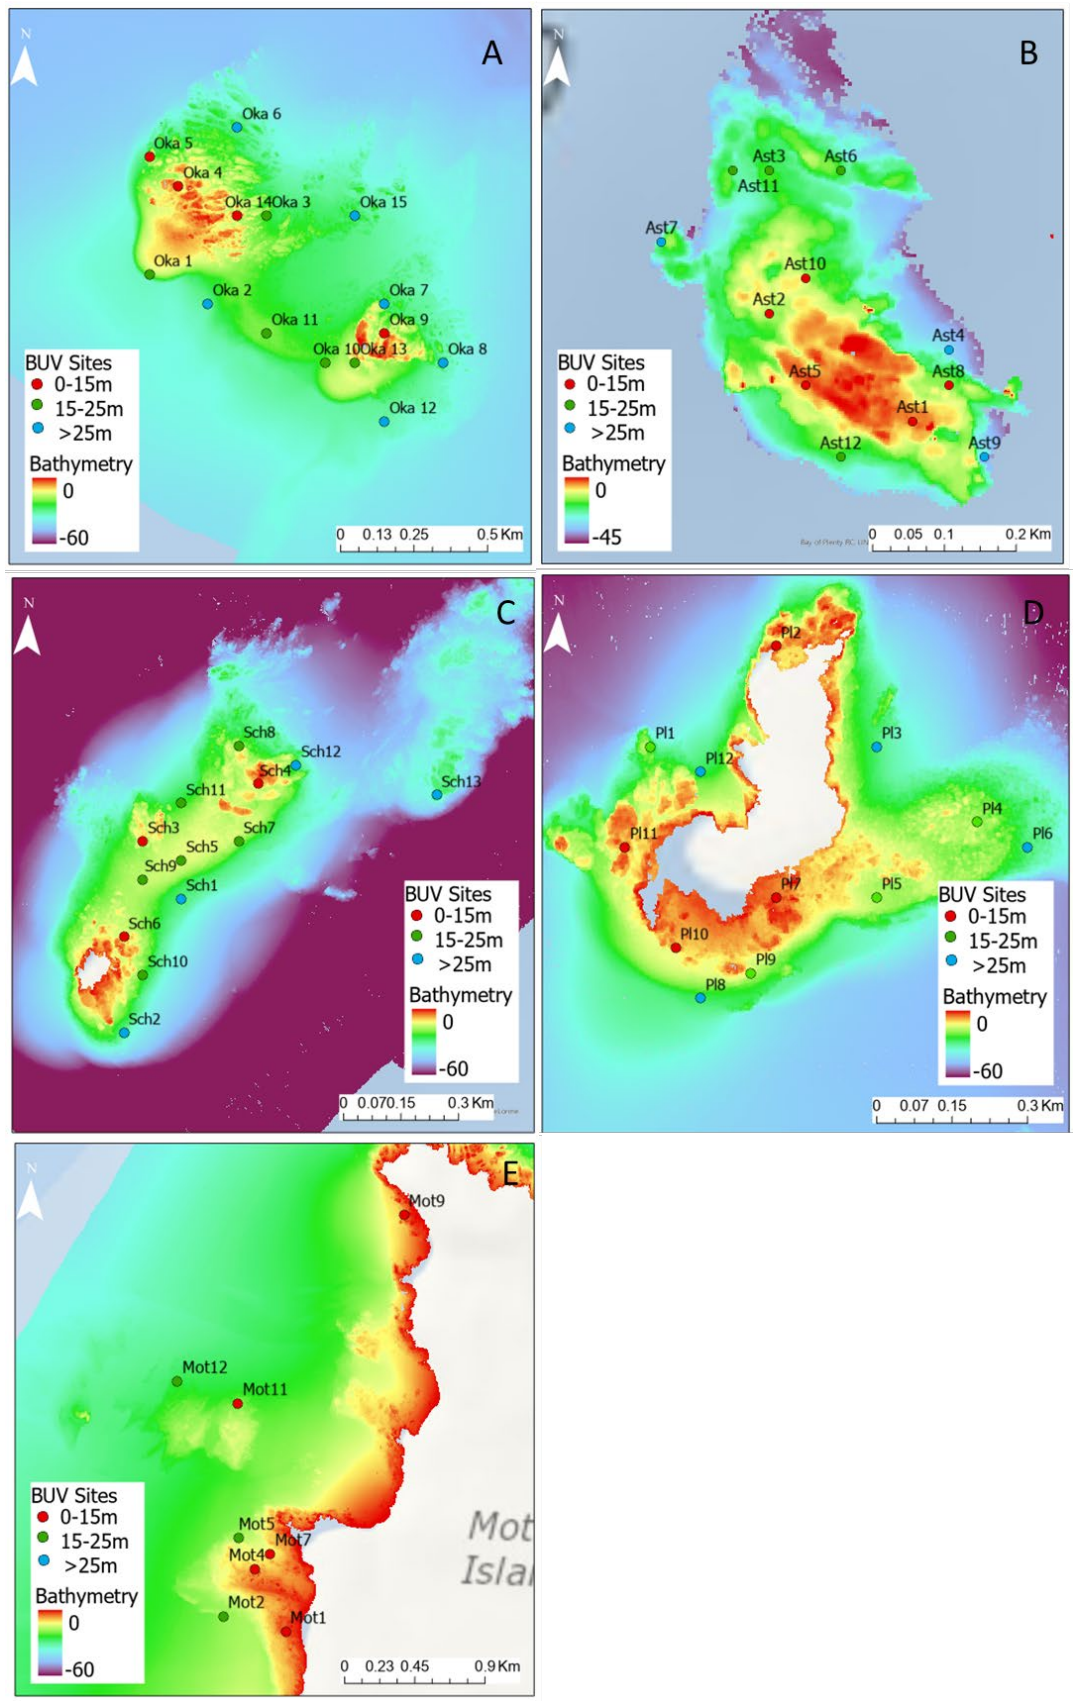 N
A
Oka 6
Oka 5
Oka 4
Oka 14 Oka 3
Oka 15
Oka 1
Oka 2
Oka 7
Oka 11
Oka 9
Oka 10 Oka 13
Oka 8
Oka 12
BUV Sites
0-15m
15-25m
>25m
Bathymetry
0
-60
0 0.13 0.25 0.5 Km
N
B
Ast3
Ast6
Ast11
Ast7
Ast10
Ast2
Ast4
Ast5
Ast8
Ast1
Ast12
Ast9
BUV Sites
0-15m
15-25m
>25m
Bathymetry
0
-45
Bay of Plenty RC, UN
0 0.05 0.1 0.2 Km
N
C
Sch8
Sch12
Sch4
Sch13
Sch11
Sch3
Sch7
Sch5
Sch9
Sch1
Sch6
Sch10
Sch2
BUV Sites
0-15m
15-25m
>25m
Bathymetry
0
-60
0 0.070.15 0.3 Km
N
D
Pl2
Pl1
Pl3
Pl12
Pl4
Pl11
Pl6
Pl7
Pl5
Pl10
Pl9
Pl8
BUV Sites
0-15m
15-25m
>25m
Bathymetry
0
-60
0 0.07 0.15 0.3 Km
N
E
Mot9
Mot12
Mot11
Mot5
Mot7
Mot4
Mot2
Mot1
Mot
Islan
BUV Sites
0-15m
15-25m
>25m
Bathymetry
0
-60
0 0.23 0.45 0.9 Km